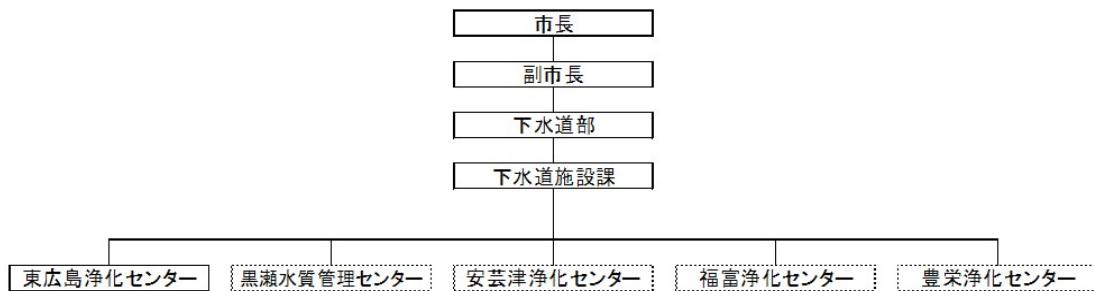 市長
副市長
下水道部
下水道施設課
東広島浄化センター
黒瀬水質管理センター
安芸津浄化センター
福富浄化センター
豊栄浄化センター